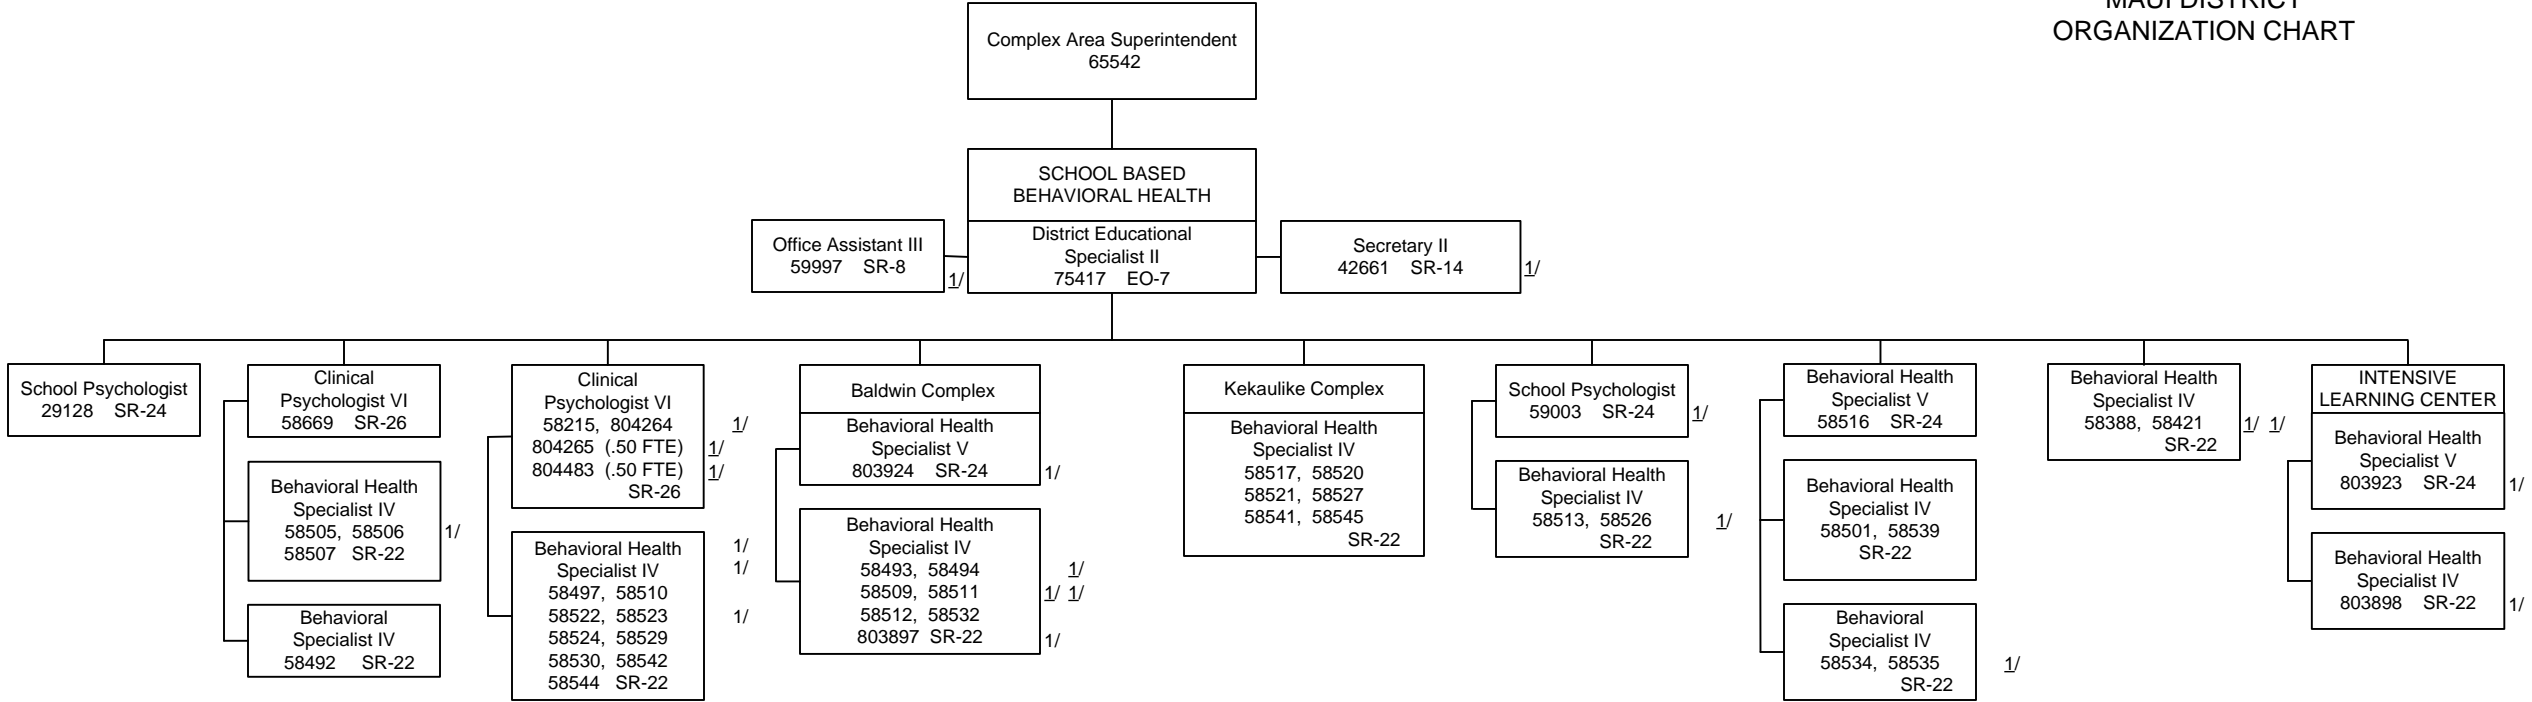 MAUI DISTRICT
ORGANIZATION CHART
Complex Area Superintendent
65542
SCHOOL BASED
BEHAVIORAL HEALTH
District Educational
Specialist II
75417 EO-7
Office Assistant III
59997 SR-8
1/
Secretary II
42661 SR-14
1/
School Psychologist
29128 SR-24
Clinical
Psychologist VI
58669 SR-26
Behavioral Health
Specialist IV
58505, 58506
58507 SR-22
1/
Behavioral
Specialist IV
58492 SR-22
Clinical
Psychologist VI
58215, 804264 1/
804265 (.50 FTE) 1/
804483 (.50 FTE) 1/
SR-26
Behavioral Health 1/
Specialist IV 1/
58497, 58510
58522, 58523 1/
58524, 58529
58530, 58542
58544 SR-22
Baldwin Complex
Behavioral Health
Specialist V
803924 SR-24 1/
Behavioral Health
Specialist IV
58493, 58494 1/
58509, 58511 1/ 1/
58512, 58532
803897 SR-22 1/
Kekaulike Complex
Behavioral Health
Specialist IV
58517, 58520
58521, 58527
58541, 58545
SR-22
School Psychologist
59003 SR-24 1/
Behavioral Health
Specialist IV
58513, 58526 1/
SR-22
Behavioral Health
Specialist V
58516 SR-24
Behavioral Health
Specialist IV
58501, 58539
SR-22
Behavioral
Specialist IV
58534, 58535 1/
SR-22
Behavioral Health
Specialist IV
58388, 58421 1/ 1/
SR-22
INTENSIVE
LEARNING CENTER
Behavioral Health
Specialist V
803923 SR-24 1/
Behavioral Health
Specialist IV
803898 SR-22 1/